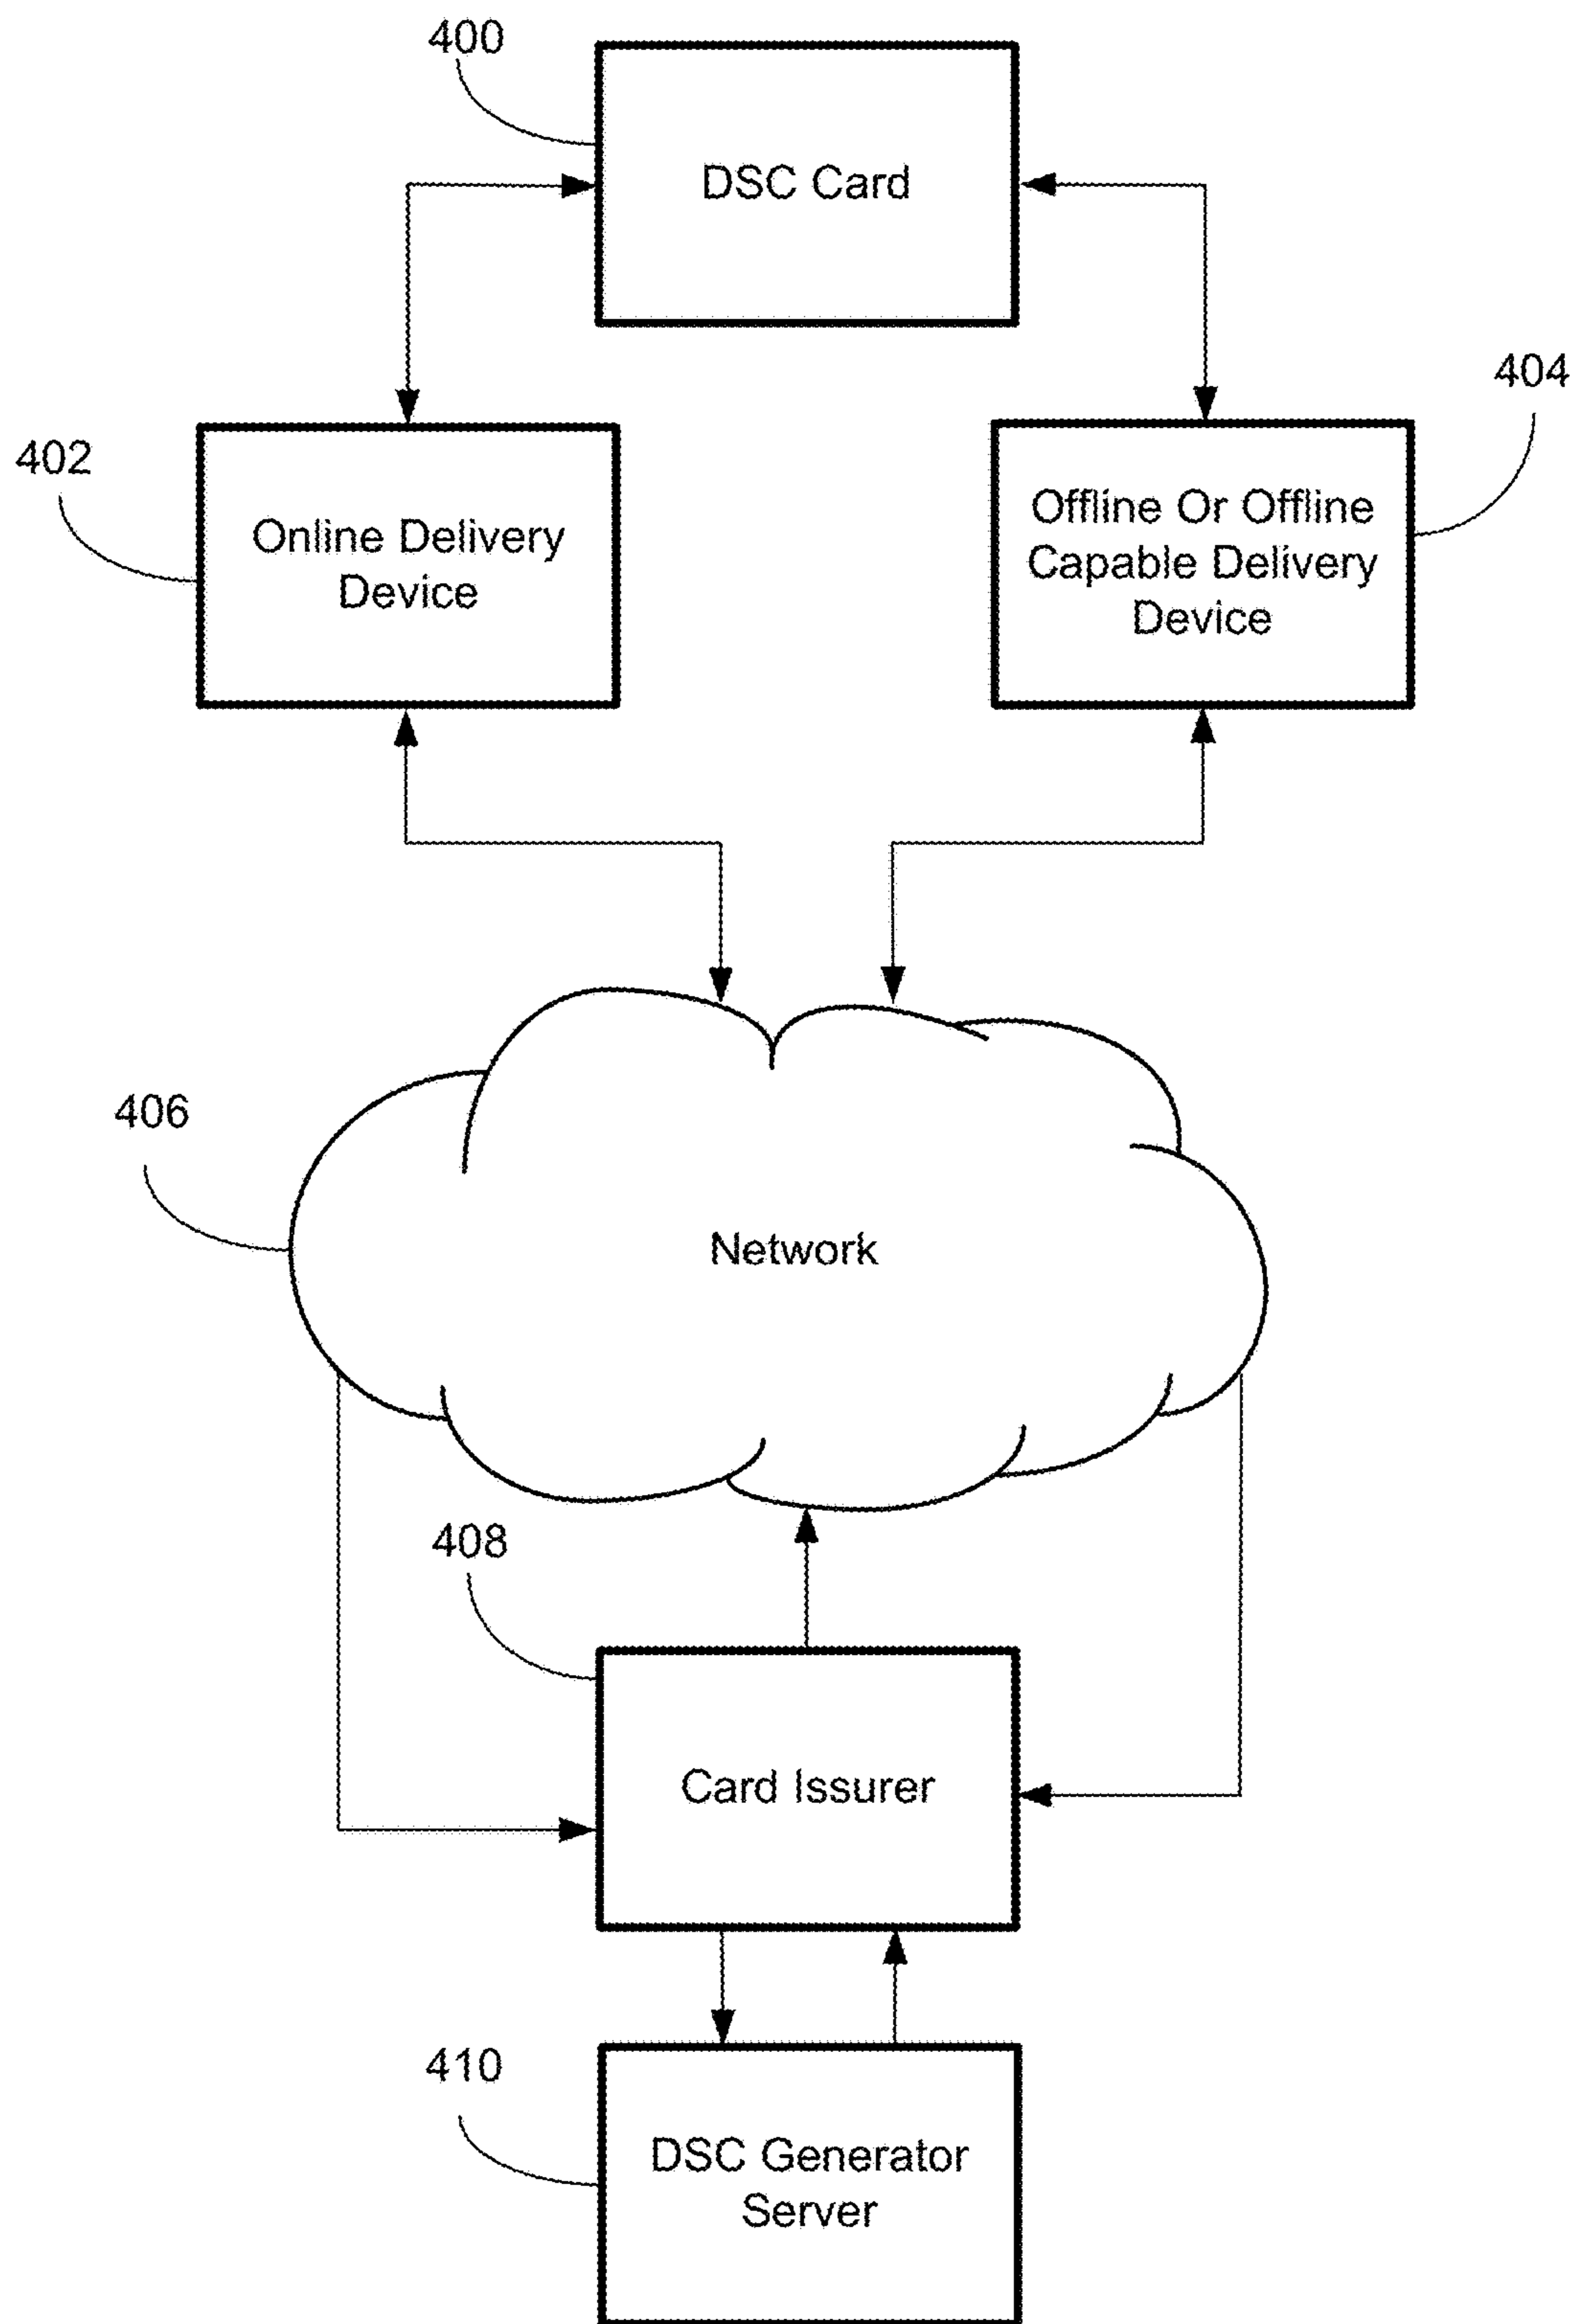 400
DSC Card
404
402
Online Delivery
Device
Offline Or Offline
Capable Delivery
Device
406
Network
408
Card Issurer
410
DSC Generator
Server